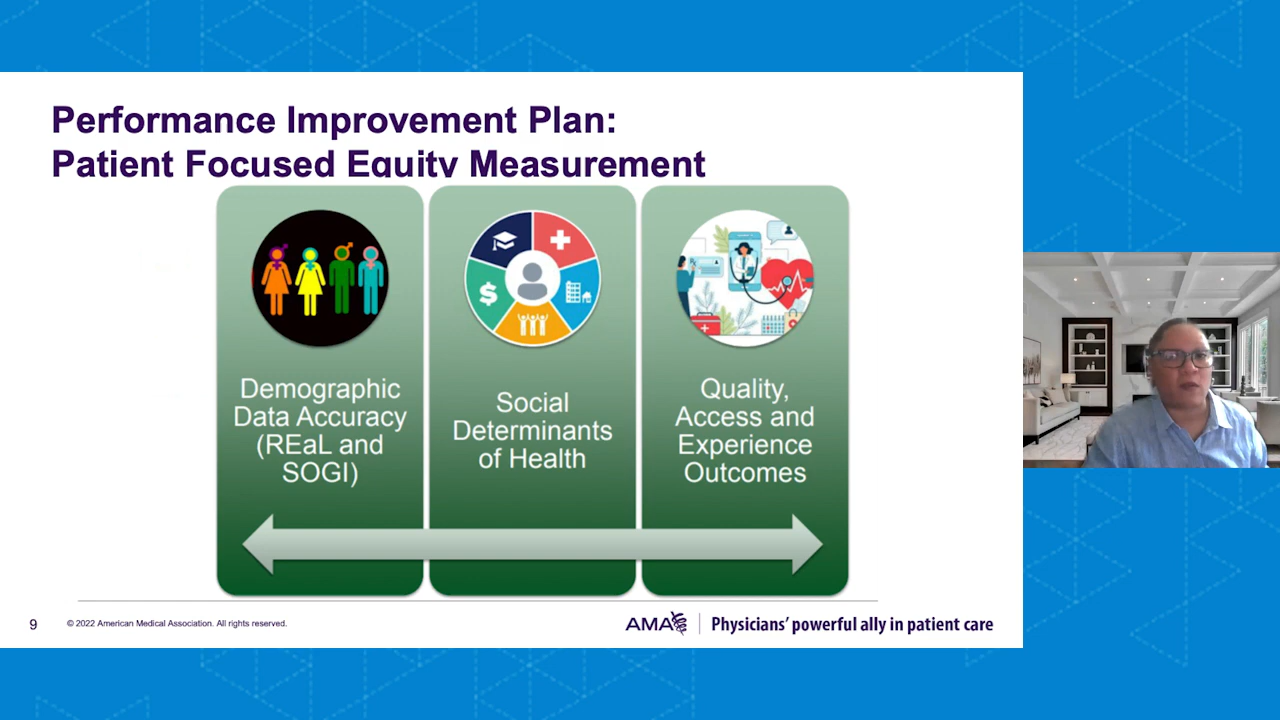 Performance Improvement Plan:
Patient Focused Equity Measurement
Demographic
Data Accuracy
(REaL and
SOGI)
Social
Determinants
of Health
Quality,
Access and
Experience
Outcomes
9
© 2022 American Medical Association. All rights reserved.
AMA
Physicians' powerful ally in patient care